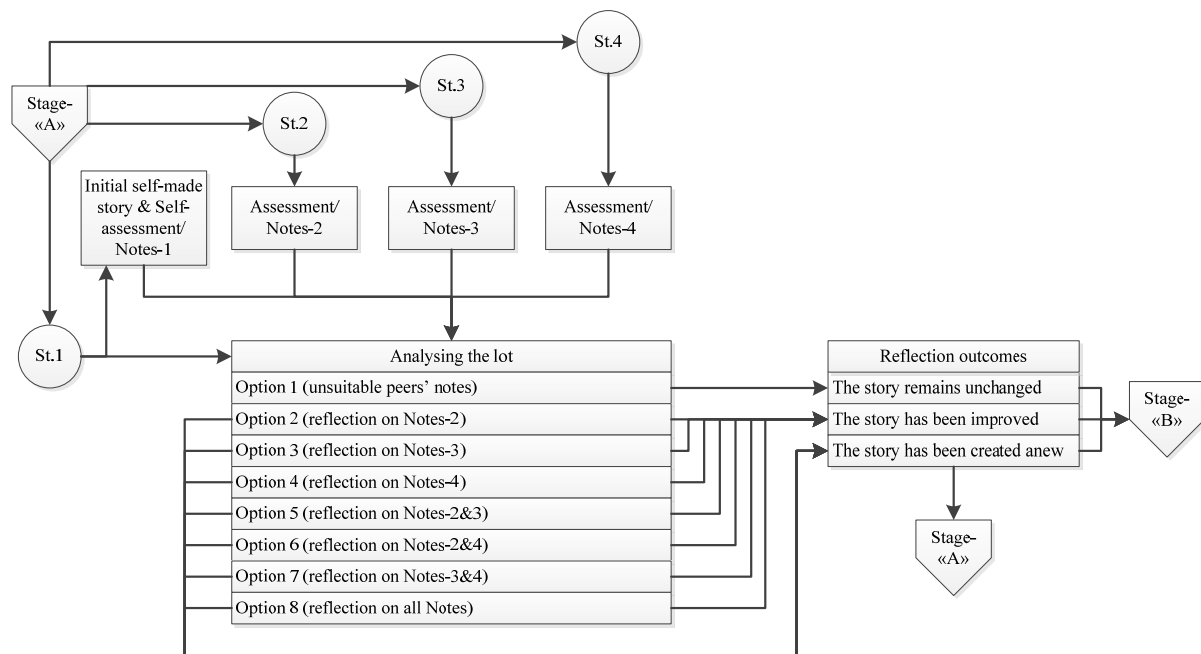 St.4
St.3
Stage-
«A»
St.2
Initial self-made
story & Self-
assessment/
Notes-1
Assessment/
Notes-2
Assessment/
Notes-3
Assessment/
Notes-4
St.1
Analysing the lot
Option 1 (unsuitable peers’ notes)
Option 2 (reflection on Notes-2)
Option 3 (reflection on Notes-3)
Option 4 (reflection on Notes-4)
Option 5 (reflection on Notes-2&3)
Option 6 (reflection on Notes-2&4)
Option 7 (reflection on Notes-3&4)
Option 8 (reflection on all Notes)
Reflection outcomes
The story remains unchanged
The story has been improved
The story has been created anew
Stage-
«B»
Stage-
«A»